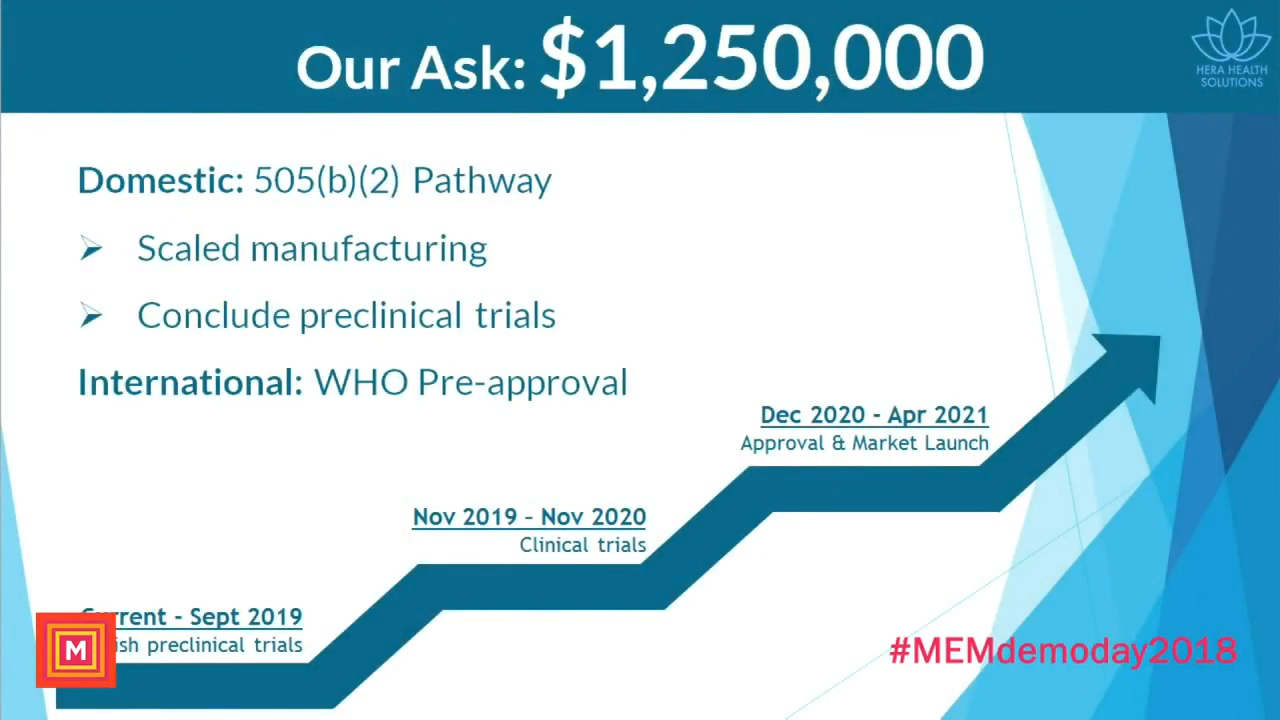 Our Ask: $1,250,000
HERA HEALTH
SOLUTIONS
Domestic: 505(b)(2) Pathway
➢ Scaled manufacturing
➢ Conclude preclinical trials
International: WHO Pre-approval
Dec 2020 - Apr 2021
Approval & Market Launch
Nov 2019 – Nov 2020
Clinical trials
Current - Sept 2019
preclinical trials
M
#MEMdemoday2018